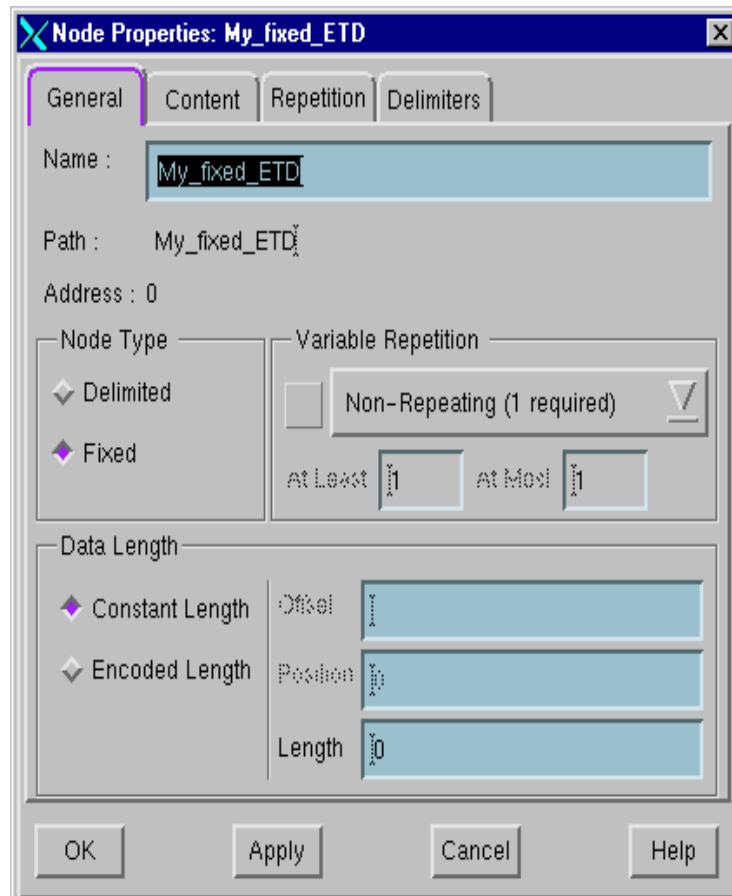 Node Properties: My_fixed_ETD
General Content Repetition Delimiters
Name : My_fixed_ETD
Path : My_fixed_ETD
Address : 0
Node Type
Delimited
Fixed
Variable Repetition
Non-Repeating (1 required)
At Least 1 At Most 1
Data Length
Constant Length
Encoded Length
Offset
Position 0
Length 0
OK Apply Cancel Help